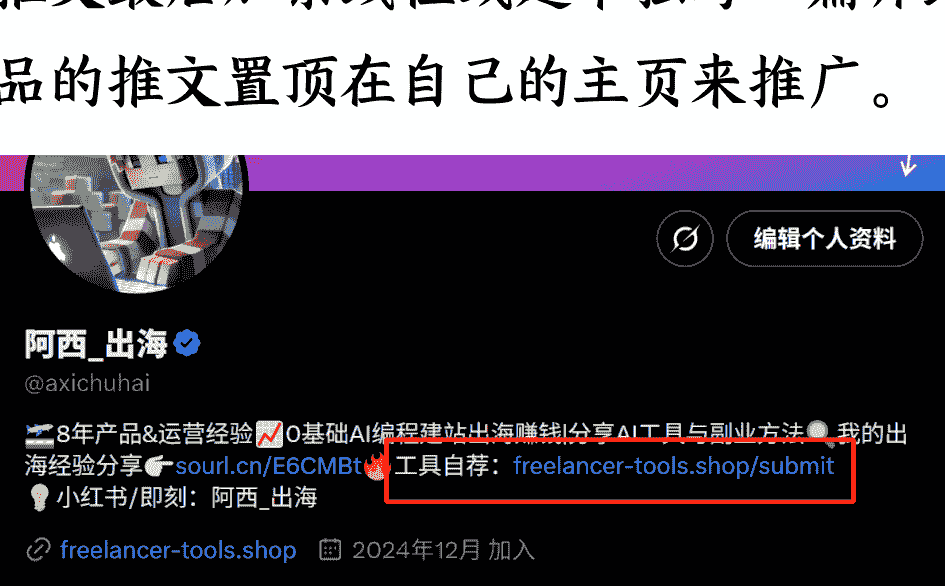 品的推文置顶在自己的主页来推广。
编辑个人资料
阿西_出海
@axichuhai
🛫8年产品&运营经验📈0基础AI编程建站出海赚钱|分享AI工具与副业方法🔍我的出
海经验分享👉sourl.cn/E6CMBt🔥工具自荐：freelancer-tools.shop/submit
💡小红书/即刻：阿西_出海
freelancer-tools.shop 2024年12月 加入